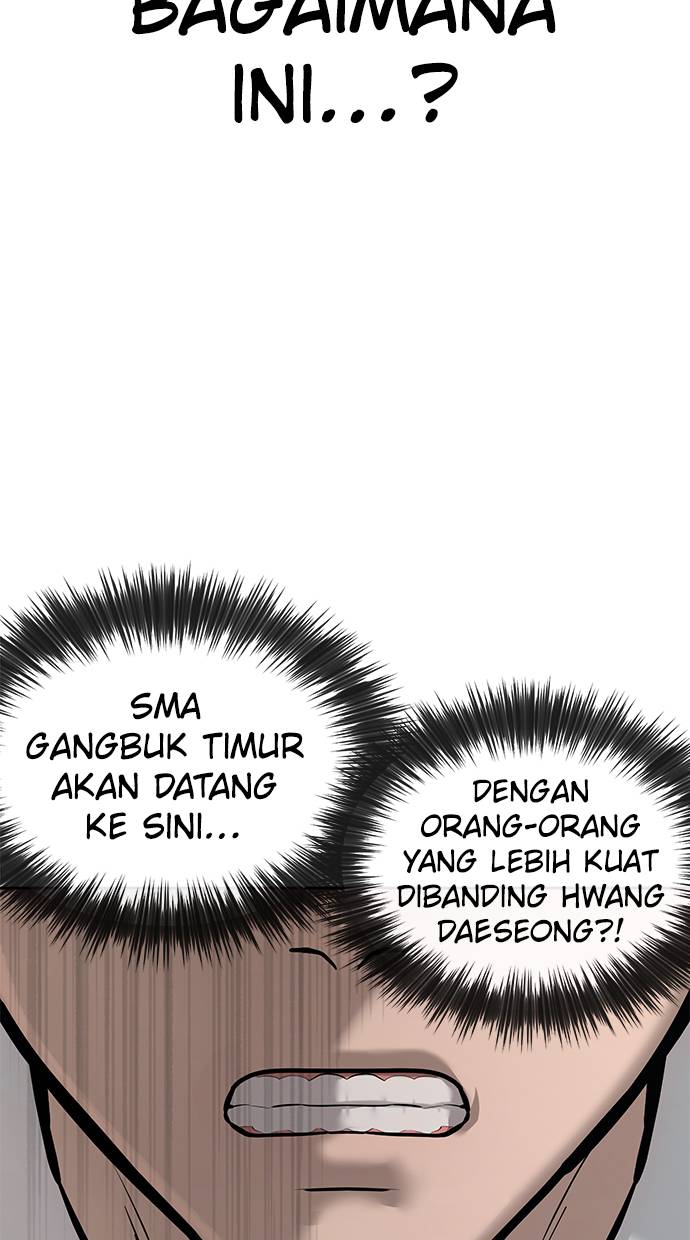 BAGAIMANA
INI...?
SMA
GANGBUK TIMUR
AKAN DATANG
KE SINI...
DENGAN
ORANG-ORANG
YANG LEBIH KUAT
DIBANDING HWANG
DAESEONG?!